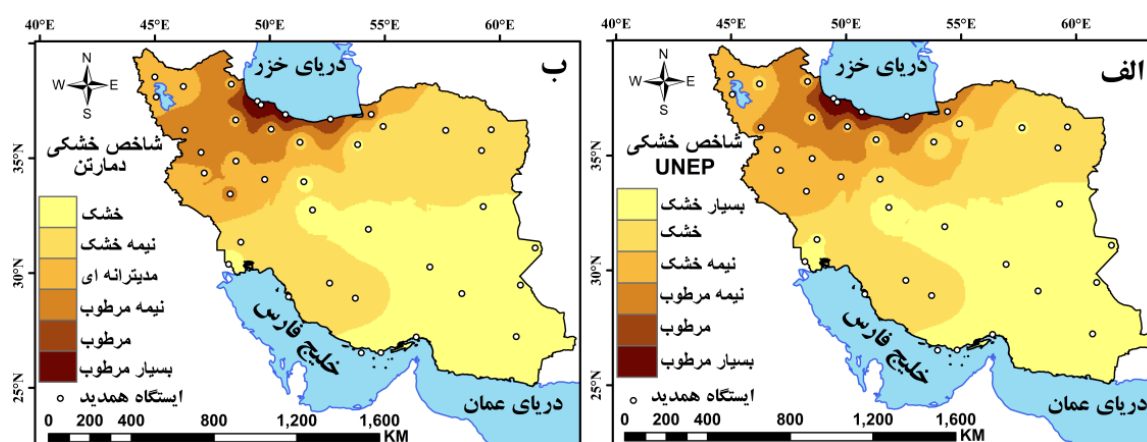 40°E 45°E 50°E 55°E 60°E
40°E 45°E 50°E 55°E 60°E
الف
ب
N
W E
S
N
W E
S
دریای خزر
دریای خزر
35°N
30°N
25°N
35°N
30°N
25°N
شاخص خشکی
UNEP
بسیار خشک
خشک
نیمه خشک
نیمه مرطوب
مرطوب
بسیار مرطوب
ایستگاه همدید
خلیج فارس
دریای عمان
0 400 800 1,200 1,600
KM
شاخص خشکی
دمارتن
خشک
نیمه خشک
مدیترانه ای
نیمه مرطوب
مرطوب
بسیار مرطوب
ایستگاه همدید
خلیج فارس
دریای عمان
0 400 800 1,200 1,600
KM